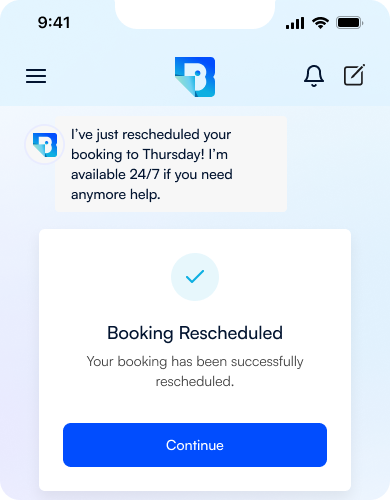 9:41
B
B
I’ve just rescheduled your
booking to Thursday! I’m
available 24/7 if you need
anymore help.
Booking Rescheduled
Your booking has been successfully
rescheduled.
Continue